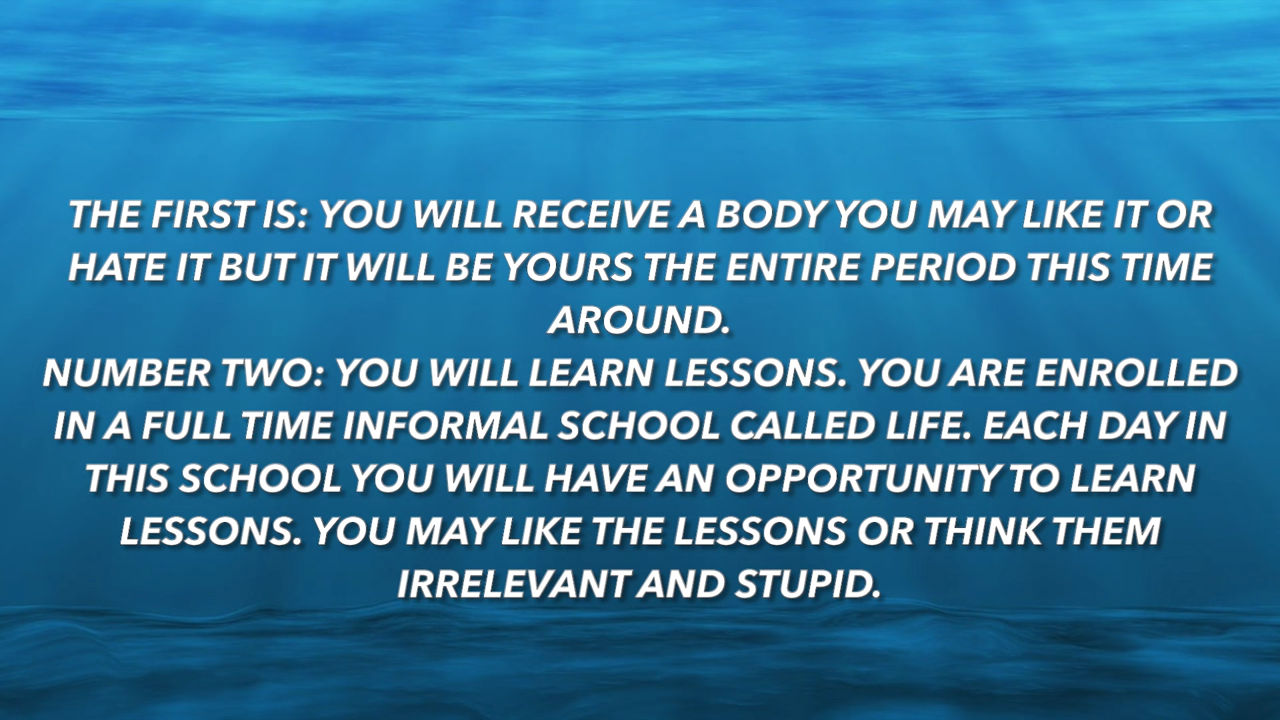 THE FIRST IS: YOU WILL RECEIVE A BODY YOU MAY LIKE IT OR
HATE IT BUT IT WILL BE YOURS THE ENTIRE PERIOD THIS TIME
AROUND.
NUMBER TWO: YOU WILL LEARN LESSONS. YOU ARE ENROLLED
IN A FULL TIME INFORMAL SCHOOL CALLED LIFE. EACH DAY IN
THIS SCHOOL YOU WILL HAVE AN OPPORTUNITY TO LEARN
LESSONS. YOU MAY LIKE THE LESSONS OR THINK THEM
IRRELEVANT AND STUPID.